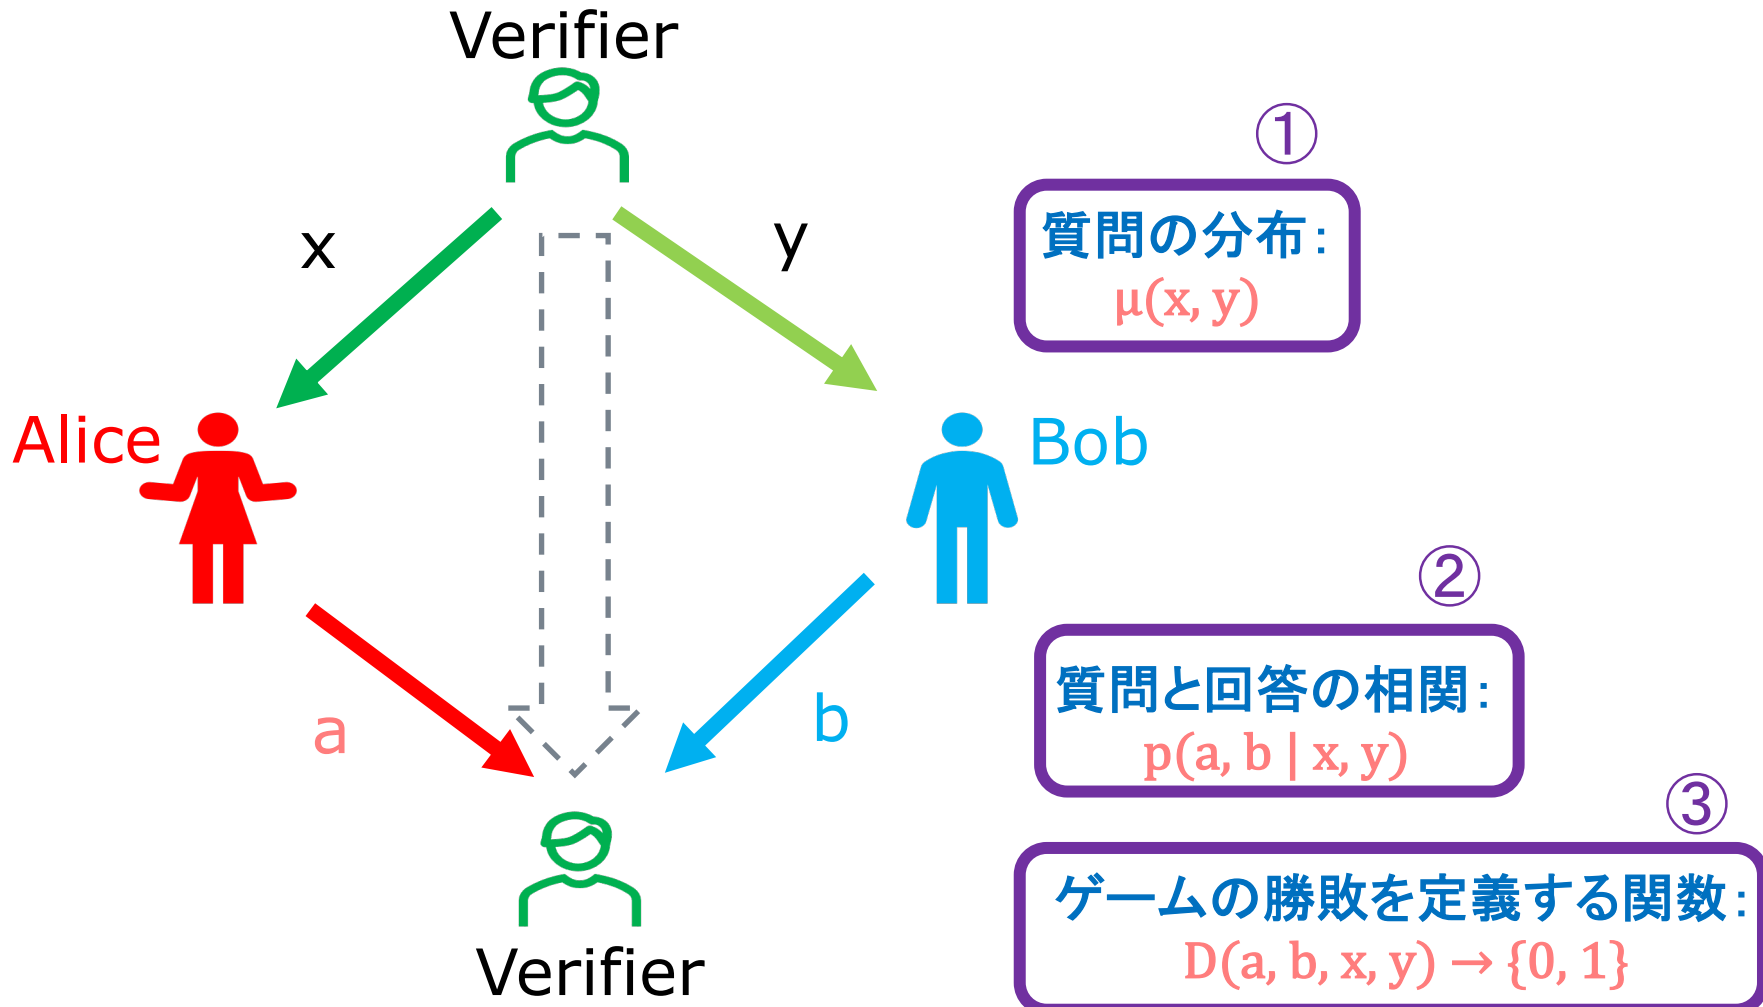 Verifier
①
x
y
質問の分布:
μ(x, y)
Alice
Bob
②
質問と回答の相関:
p(a, b | x, y)
a
b
③
ゲームの勝敗を定義する関数:
D(a, b, x, y) → {0, 1}
Verifier